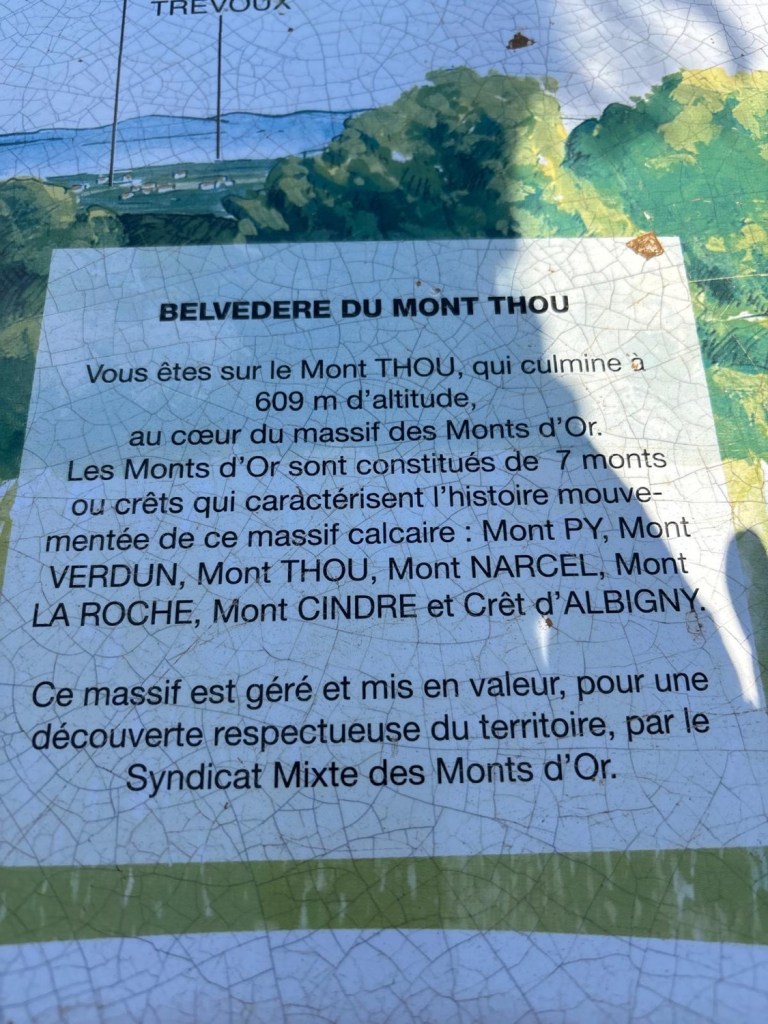 TREVOUX
BELVEDERE DU MONT THOU
Vous êtes sur le Mont THOU, qui culmine à
609 m d'altitude,
au cœur du massif des Monts d'Or.
Les Monts d'Or sont constitués de 7 monts
ou crêts qui caractérisent l'histoire mouve-
mentée de ce massif calcaire : Mont PY, Mont
VERDUN, Mont THOU, Mont NARCEL, Mont
LA ROCHE, Mont CINDRE et Crêt d'ALBIGNY.
Ce massif est géré et mis en valeur, pour une
découverte respectueuse du territoire, par le
Syndicat Mixte des Monts d'Or.